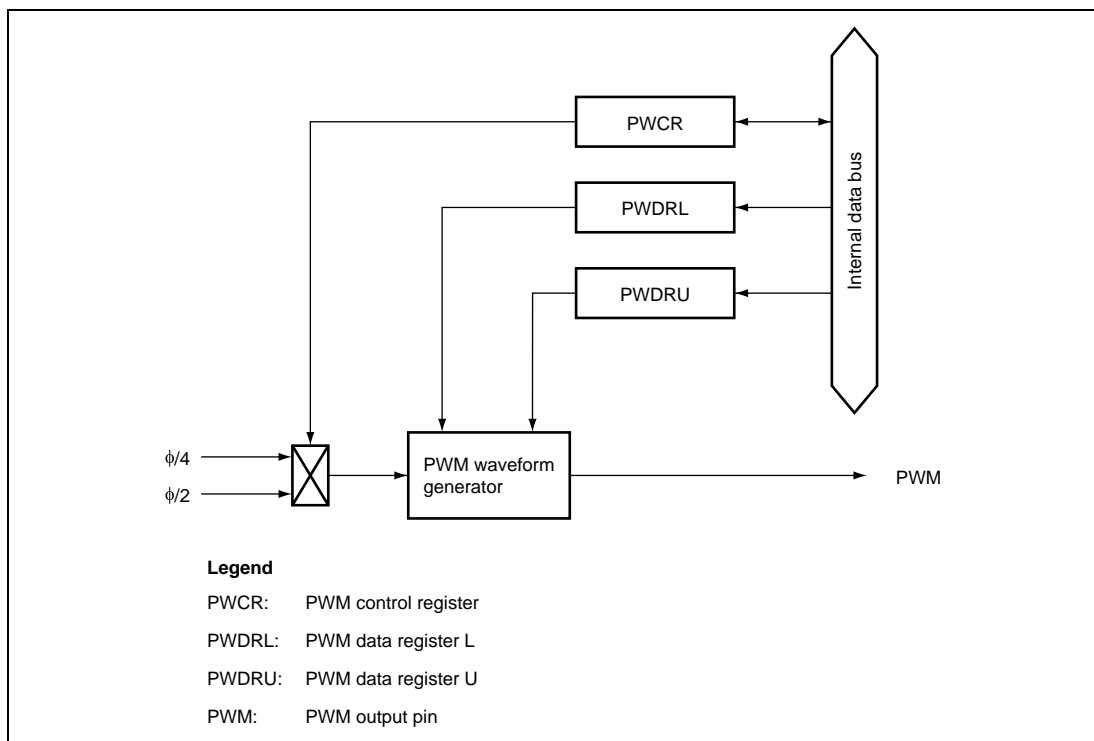 PWCR
PWDRL
PWDRU
Internal data bus
ϕ/4
ϕ/2
PWM waveform
generator
PWM
Legend
PWCR: PWM control register
PWDRL: PWM data register L
PWDRU: PWM data register U
PWM: PWM output pin